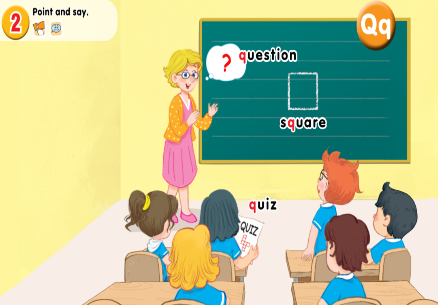 2 Point and say.
Qq
?
question
square
quiz
QUIZ